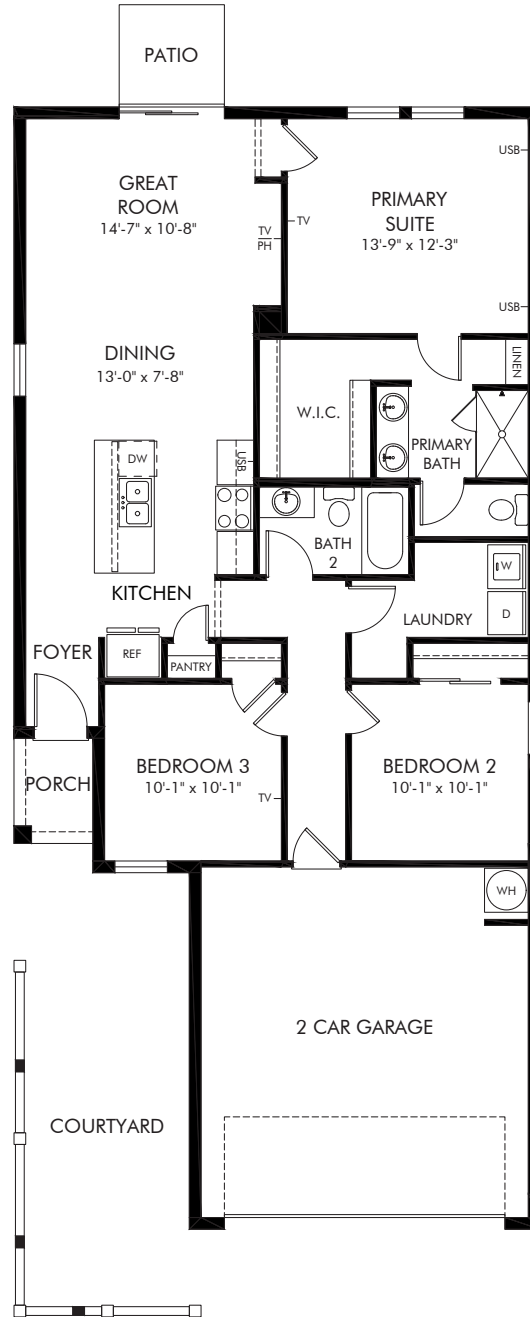 PATIO
GREAT
ROOM
14'-7" x 10'-8"
TV
PH
TV
PRIMARY
SUITE
13'-9" x 12'-3"
USB
USB
DINING
13'-0" x 7'-8"
W.I.C.
LINEN
PRIMARY
BATH
DW
USB
BATH
2
KITCHEN
W
D
LAUNDRY
FOYER
REF
PANTRY
PORCH
BEDROOM 3
10'-1" x 10'-1"
TV
BEDROOM 2
10'-1" x 10'-1"
WH
2 CAR GARAGE
COURTYARD